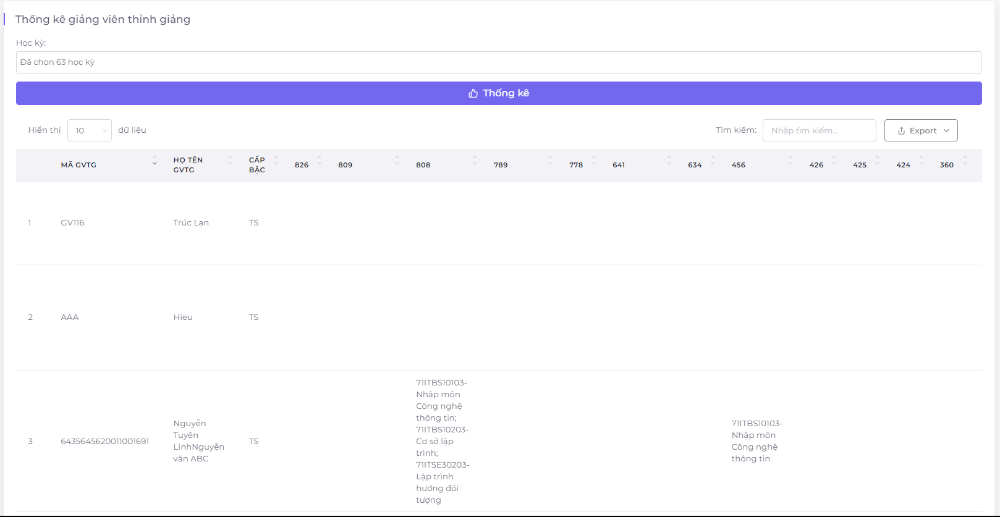 Thống kê giảng viên thỉnh giảng
Học kỳ:
Đã chọn 63 học kỳ
Thống kê
Hiển thị 10 dữ liệu
Tìm kiếm: Nhập tìm kiếm... Export
MÃ GVTG HỌ TÊN GVTG CẤP BẬC 826 809 808 789 778 641 634 456 426 425 424 360
1 GV116 Trúc Lan TS
2 AAA Hieu TS
3 6435645620011001691
Nguyễn
Tuyên
LinhNguyễn
văn ABC
TS
71ITBS10103-
Nhập môn
Công nghệ
thông tin;
71ITBS10203-
Cơ sở lập
trình;
71ITSE30203-
Lập trình
hướng đối
tượng
71ITBS10103-
Nhập môn
Công nghệ
thông tin